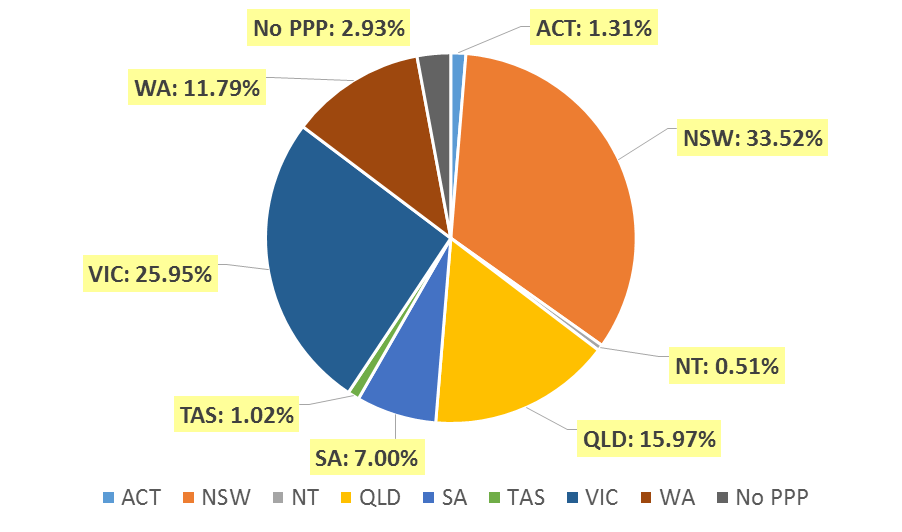 No PPP: 2.93%
ACT: 1.31%
WA: 11.79%
NSW: 33.52%
VIC: 25.95%
NT: 0.51%
TAS: 1.02%
QLD: 15.97%
SA: 7.00%
ACT NSW NT QLD SA TAS VIC WA No PPP